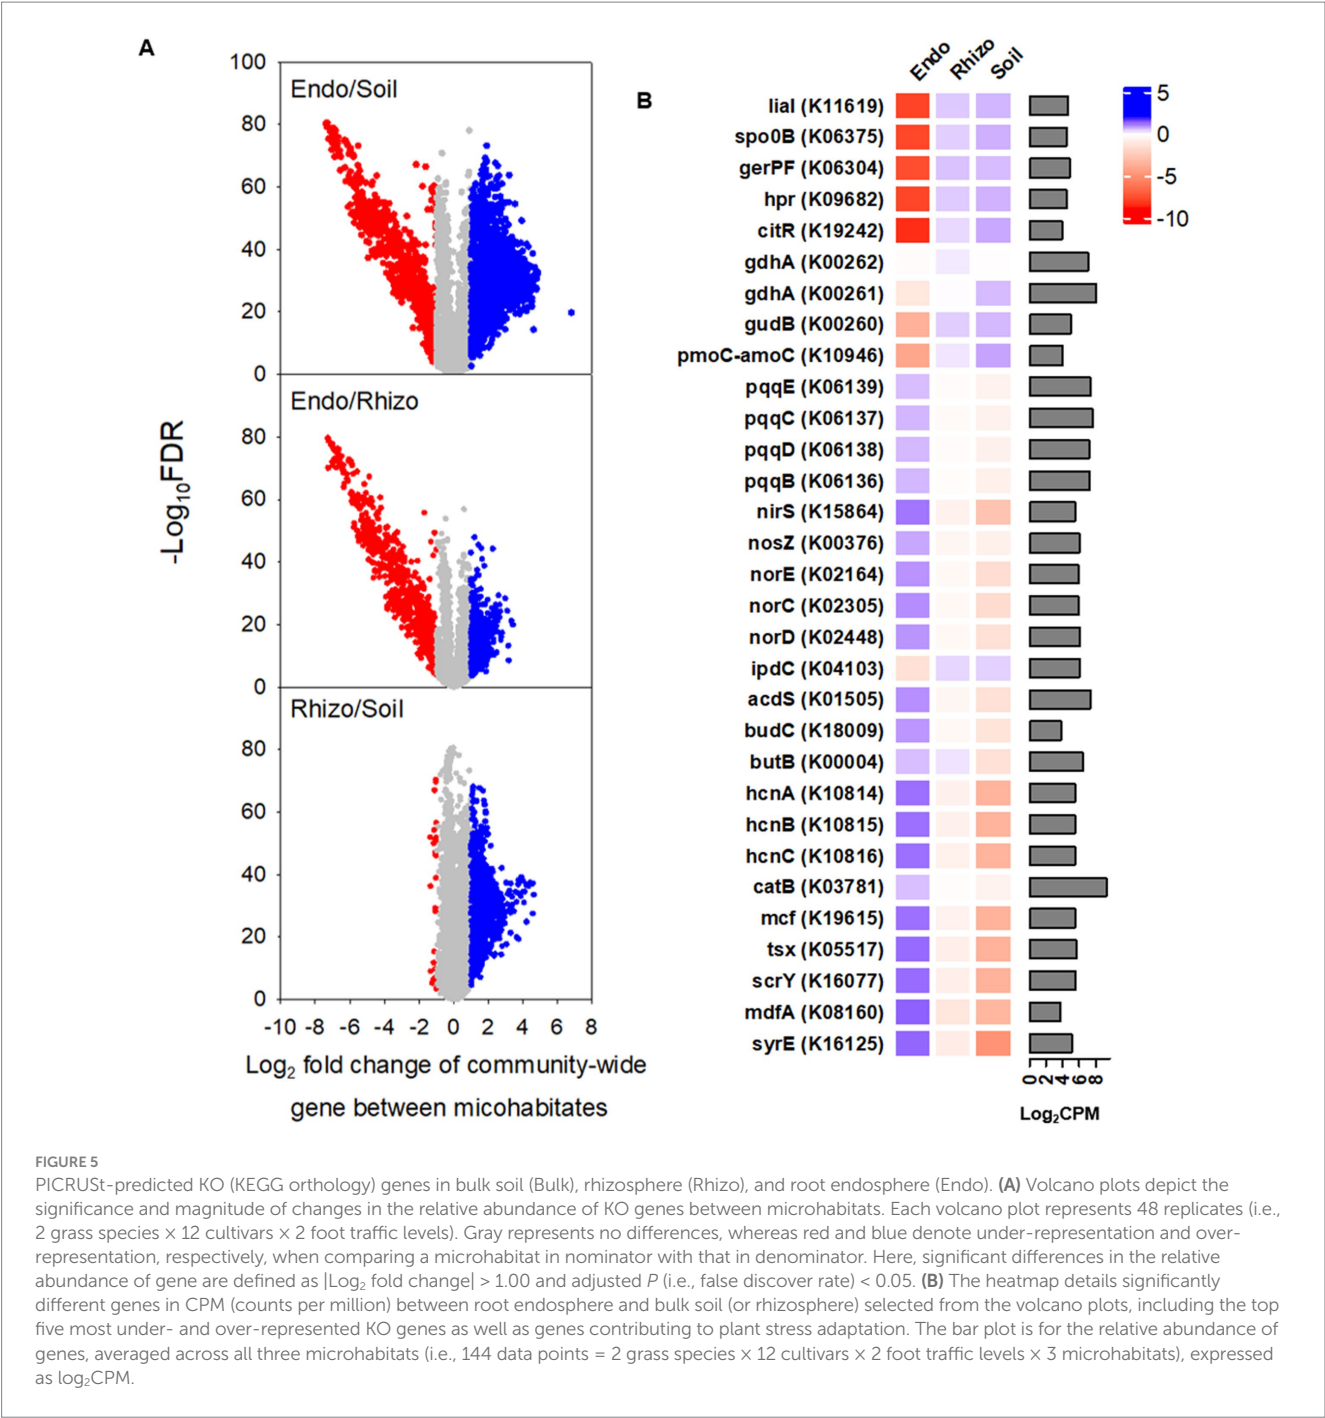 A
100
Endo/Soil
80
60
40
20
0
Endo/Rhizo
80
60
40
20
0
Rhizo/Soil
80
60
40
20
0
-Log10FDR
-10 -8 -6 -4 -2 0 2 4 6 8
Log2 fold change of community-wide
gene between micohabitates
B
Endo Rhizo Soil
liaI (K11619)
spo0B (K06375)
gerPF (K06304)
hpr (K09682)
citR (K19242)
gdhA (K00262)
gdhA (K00261)
gudB (K00260)
pmoC-amoC (K10946)
pqqE (K06139)
pqqC (K06137)
pqqD (K06138)
pqqB (K06136)
nirS (K15864)
nosZ (K00376)
norE (K02164)
norC (K02305)
norD (K02448)
ipdC (K04103)
acdS (K01505)
budC (K18009)
butB (K00004)
hcnA (K10814)
hcnB (K10815)
hcnC (K10816)
catB (K03781)
mcf (K19615)
tsx (K05517)
scrY (K16077)
mdfA (K08160)
syrE (K16125)
5
0
-5
-10
0 2 4 6 8
Log2CPM
FIGURE 5
PICRUSt-predicted KO (KEGG orthology) genes in bulk soil (Bulk), rhizosphere (Rhizo), and root endosphere (Endo). (A) Volcano plots depict the
significance and magnitude of changes in the relative abundance of KO genes between microhabitats. Each volcano plot represents 48 replicates (i.e.,
2 grass species × 12 cultivars × 2 foot traffic levels). Gray represents no differences, whereas red and blue denote under-representation and over-
representation, respectively, when comparing a microhabitat in nominator with that in denominator. Here, significant differences in the relative
abundance of gene are defined as |Log2 fold change| > 1.00 and adjusted P (i.e., false discover rate) < 0.05. (B) The heatmap details significantly
different genes in CPM (counts per million) between root endosphere and bulk soil (or rhizosphere) selected from the volcano plots, including the top
five most under- and over-represented KO genes as well as genes contributing to plant stress adaptation. The bar plot is for the relative abundance of
genes, averaged across all three microhabitats (i.e., 144 data points = 2 grass species × 12 cultivars × 2 foot traffic levels × 3 microhabitats), expressed
as log2CPM.